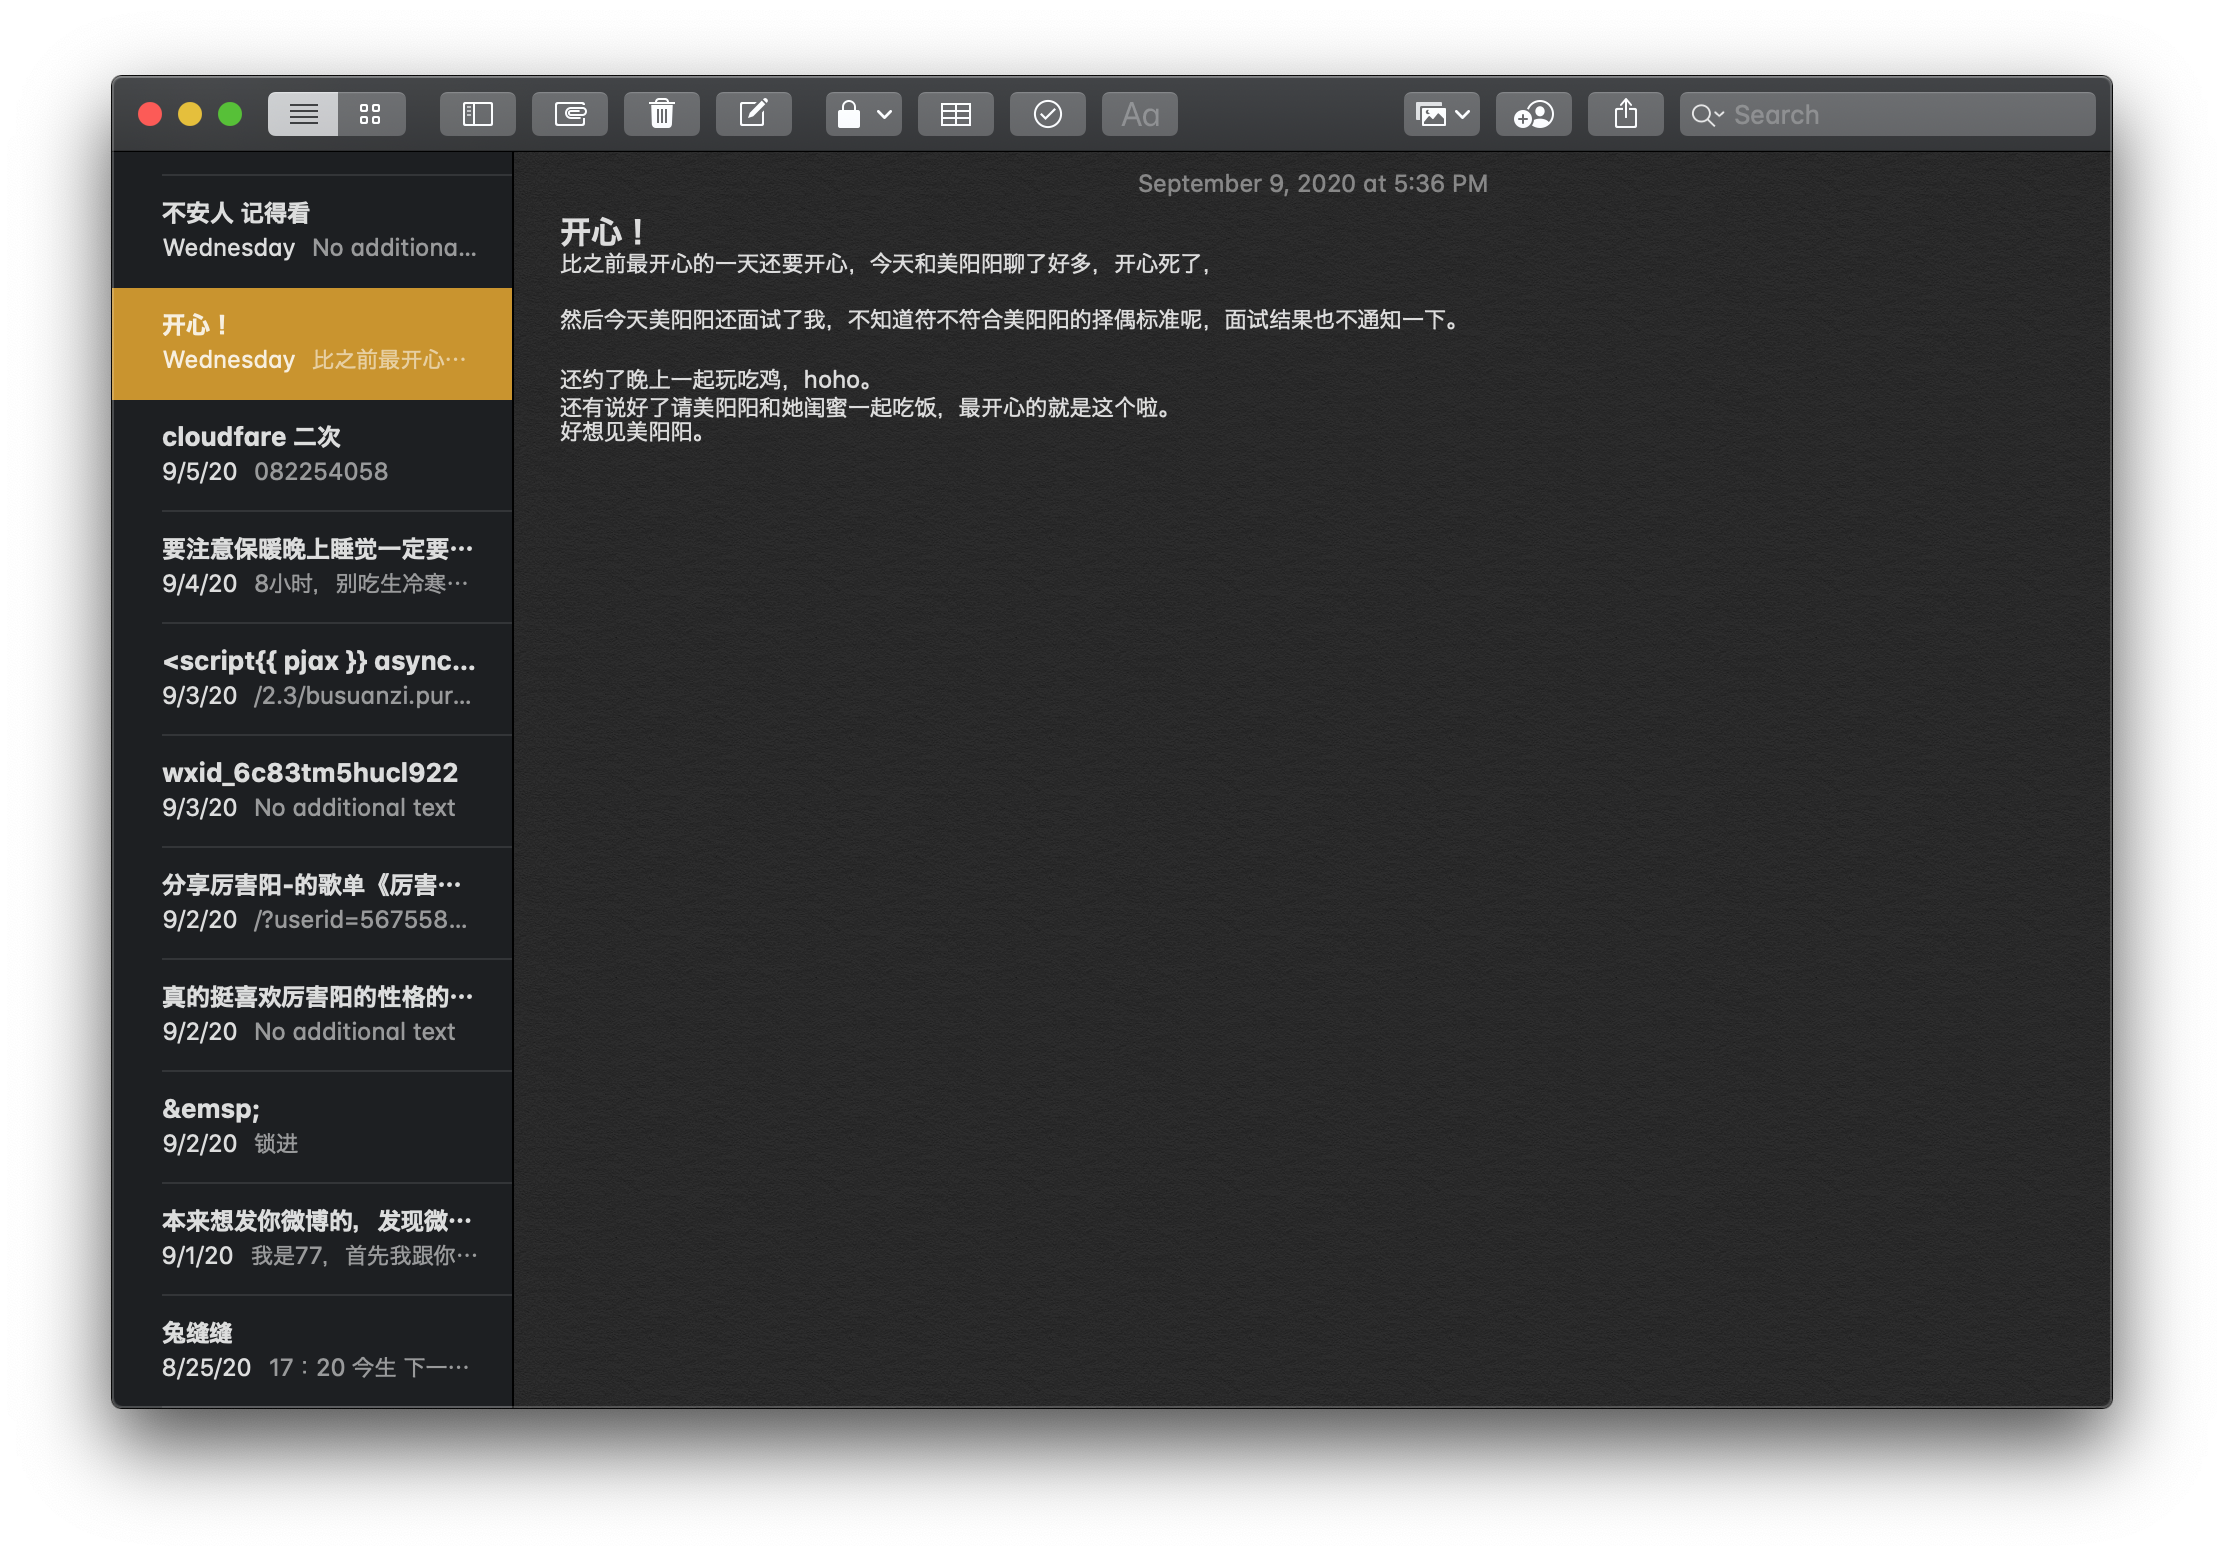 Aa
Search
不安人 记得看
Wednesday No additiona...
开心！
Wednesday 比之前最开心…
cloudfare 二次
9/5/20 082254058
要注意保暖晚上睡觉一定要…
9/4/20 8小时，别吃生冷寒…
<script{{ pjax }} async...
9/3/20 /2.3/busuanzi.pur...
wxid_6c83tm5hucl922
9/3/20 No additional text
分享厉害阳-的歌单《厉害…
9/2/20 /?userid=567558...
真的挺喜欢厉害阳的性格的…
9/2/20 No additional text
&emsp;
9/2/20 锁进
本来想发你微博的，发现微…
9/1/20 我是77，首先我跟你…
兔缝缝
8/25/20 17：20 今生 下一…
September 9, 2020 at 5:36 PM
开心！
比之前最开心的一天还要开心，今天和美阳阳聊了好多，开心死了，
然后今天美阳阳还面试了我，不知道符不符合美阳阳的择偶标准呢，面试结果也不通知一下。
还约了晚上一起玩吃鸡，hoho。
还有说好了请美阳阳和她闺蜜一起吃饭，最开心的就是这个啦。
好想见美阳阳。